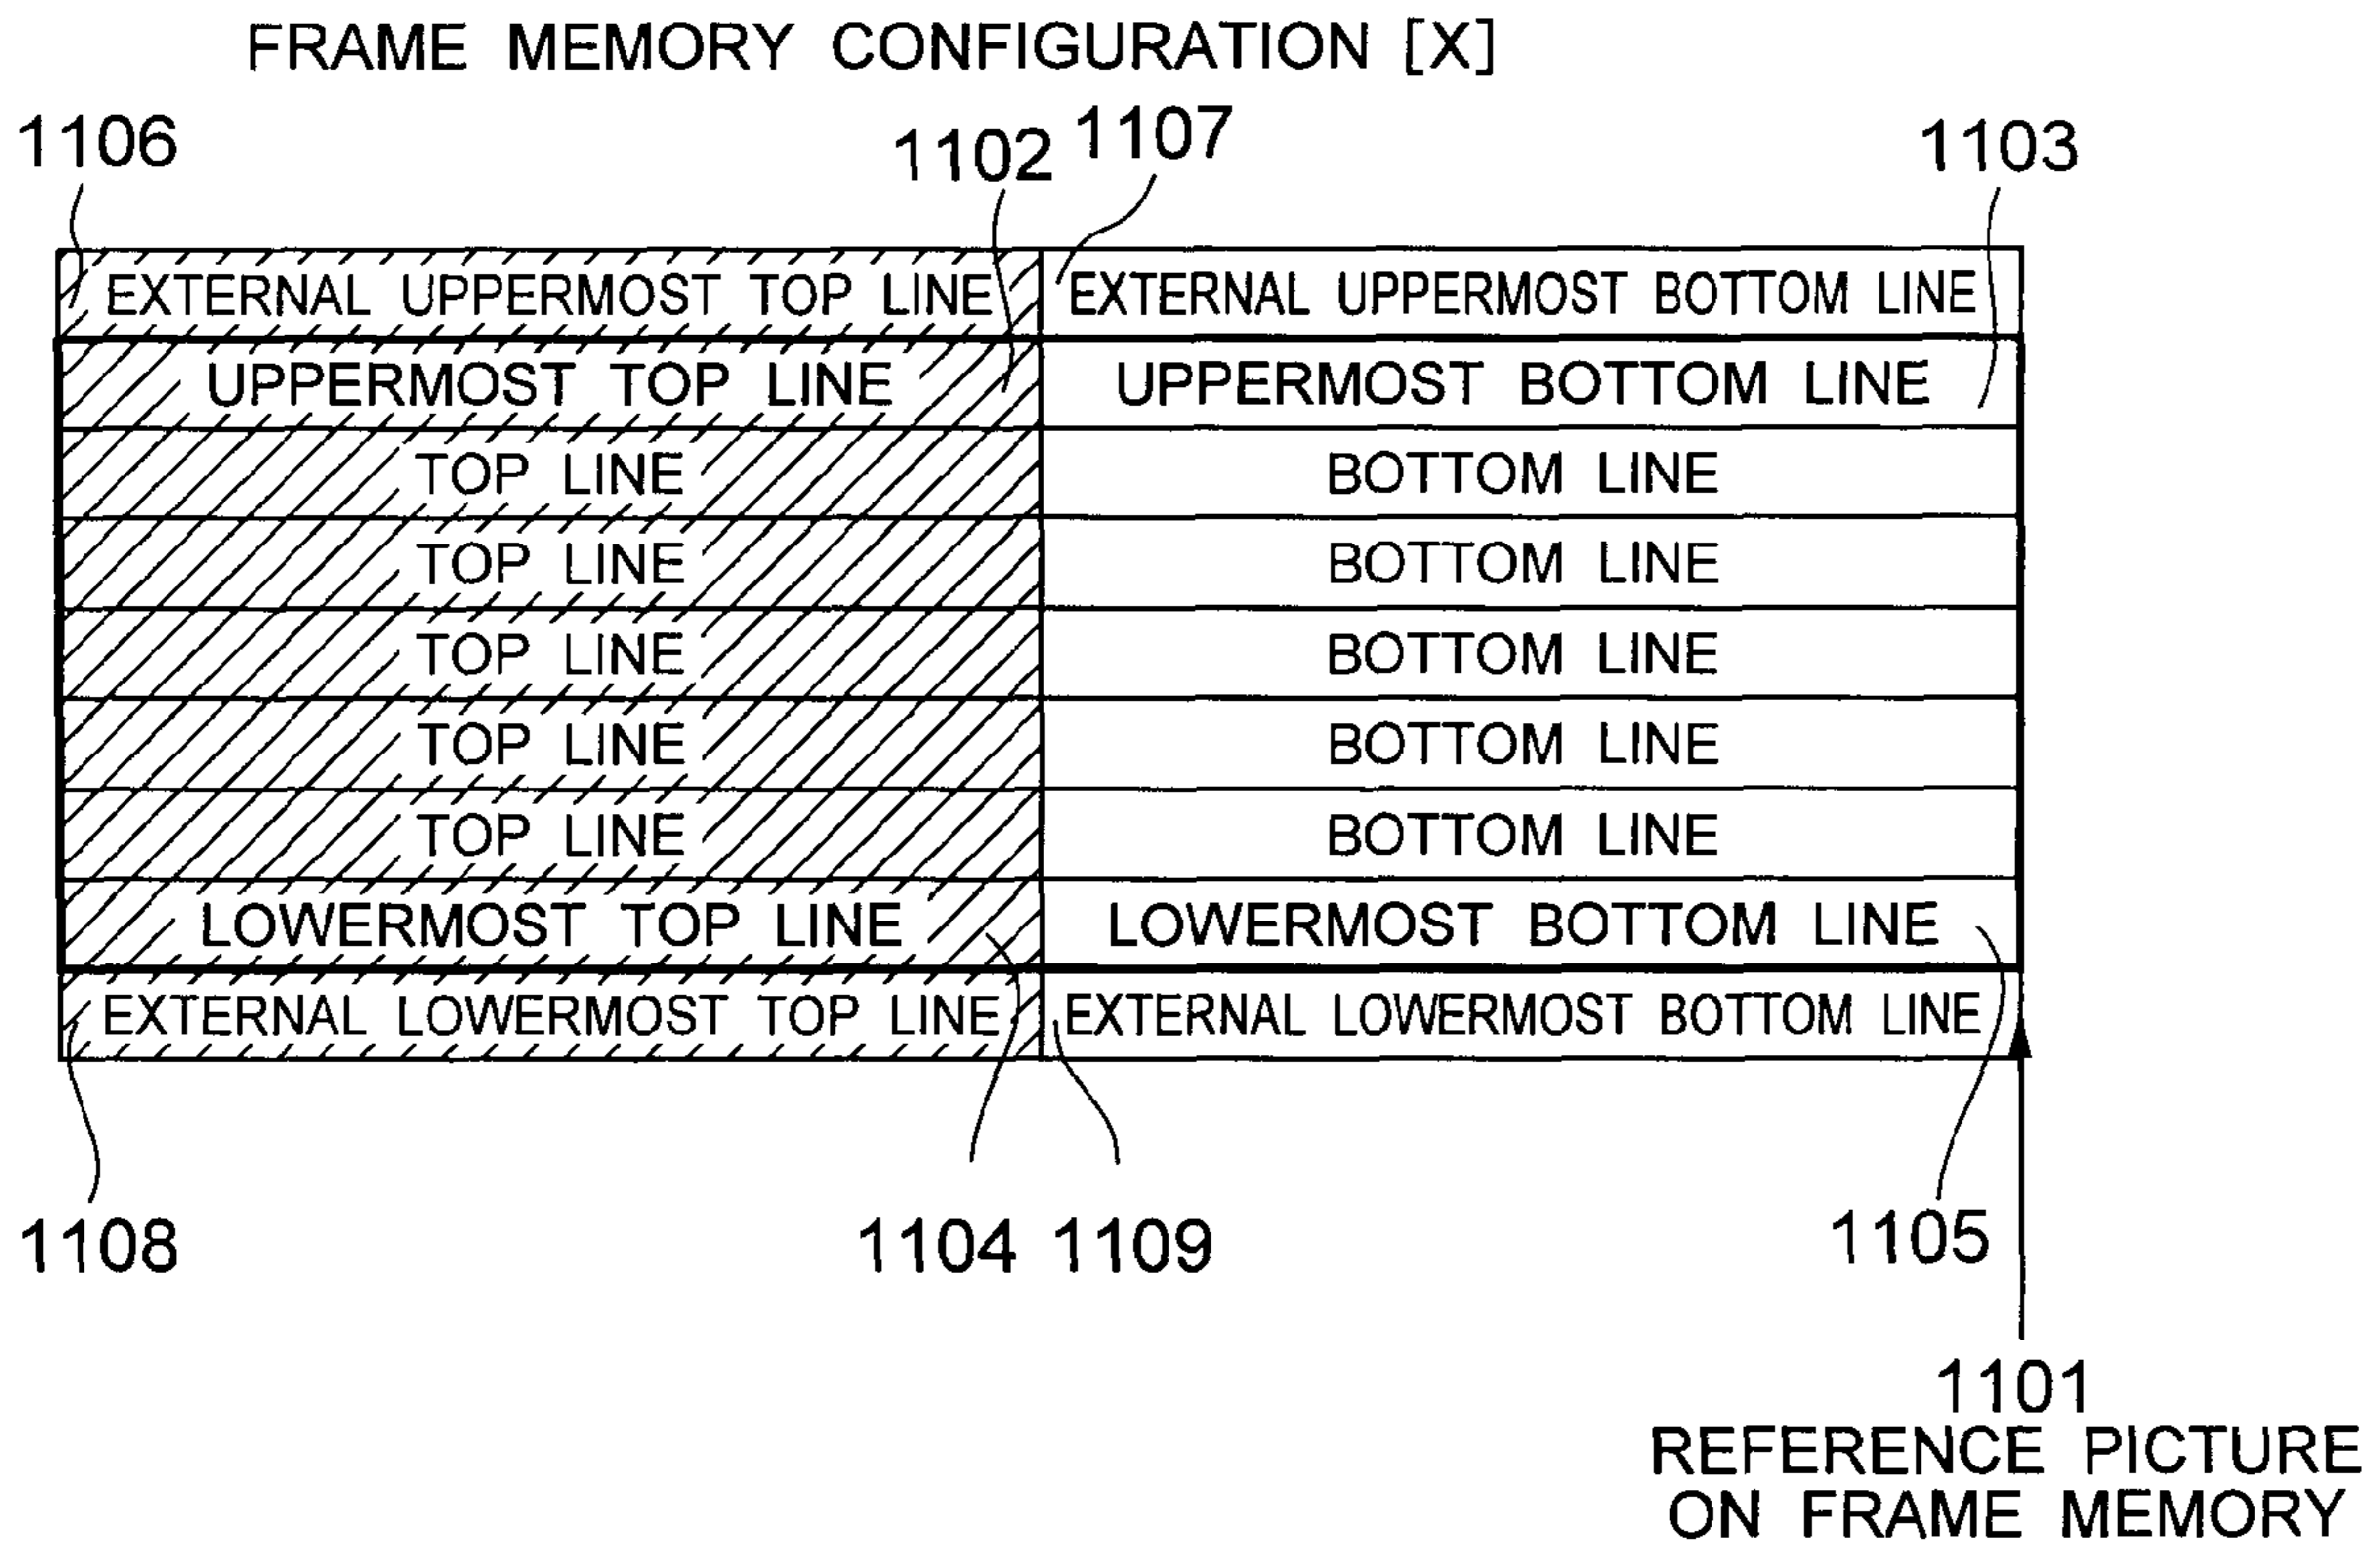 FRAME MEMORY CONFIGURATION [X]
1106
1102
1107
1103
EXTERNAL UPPERMOST TOP LINE
EXTERNAL UPPERMOST BOTTOM LINE
UPPERMOST TOP LINE
UPPERMOST BOTTOM LINE
TOP LINE
BOTTOM LINE
TOP LINE
BOTTOM LINE
TOP LINE
BOTTOM LINE
TOP LINE
BOTTOM LINE
TOP LINE
BOTTOM LINE
LOWERMOST TOP LINE
LOWERMOST BOTTOM LINE
EXTERNAL LOWERMOST TOP LINE
EXTERNAL LOWERMOST BOTTOM LINE
1108
1104
1109
1105
1101
REFERENCE PICTURE
ON FRAME MEMORY